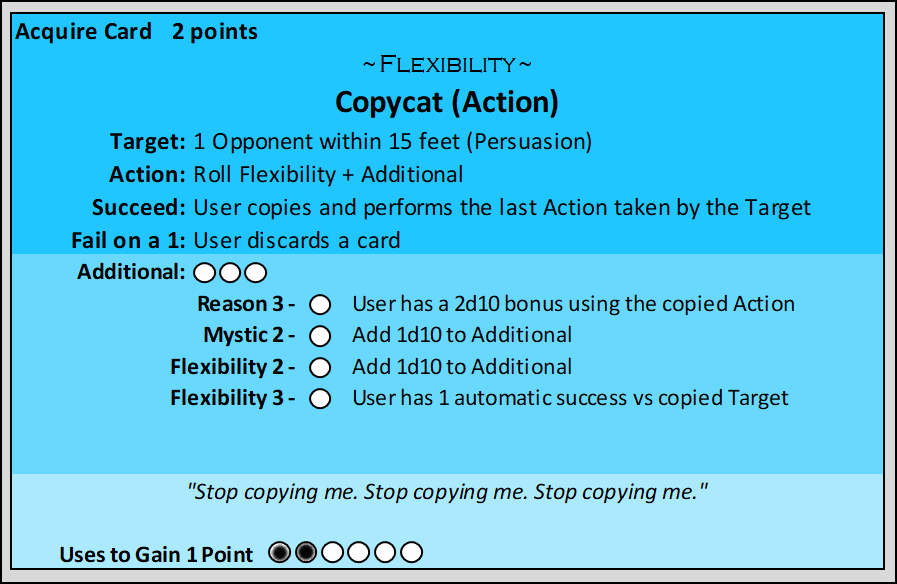 Acquire Card 2 points
~FLEXIBILITY~
Copycat (Action)
Target: 1 Opponent within 15 feet (Persuasion)
Action: Roll Flexibility + Additional
Succeed: User copies and performs the last Action taken by the Target
Fail on a 1: User discards a card
Additional:
Reason 3 - User has a 2d10 bonus using the copied Action
Mystic 2 - Add 1d10 to Additional
Flexibility 2 - Add 1d10 to Additional
Flexibility 3 - User has 1 automatic success vs copied Target
"Stop copying me. Stop copying me. Stop copying me."
Uses to Gain 1 Point